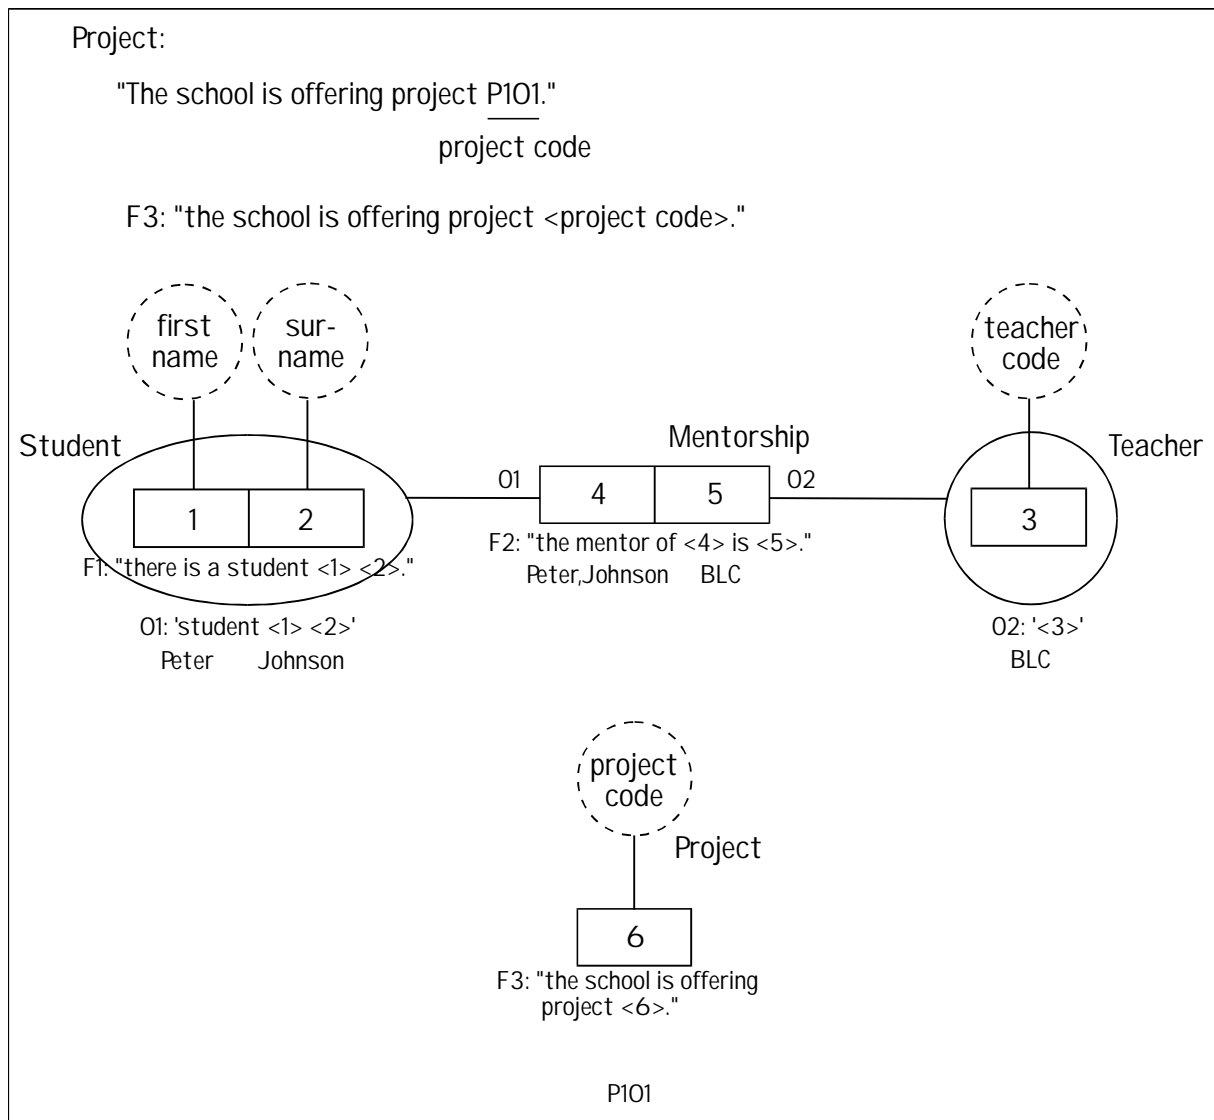 Project:
"The school is offering project P101."
project code
F3: "the school is offering project <project code>."
first
name
sur-
name
teacher
code
Student
Mentorship
Teacher
O1
4
5
O2
1
2
3
F1: "there is a student <1> <2>."
F2: "the mentor of <4> is <5>."
Peter,Johnson BLC
O1: 'student <1> <2>'
Peter Johnson
O2: '<3>'
BLC
project
code
Project
6
F3: "the school is offering
project <6>."
P101